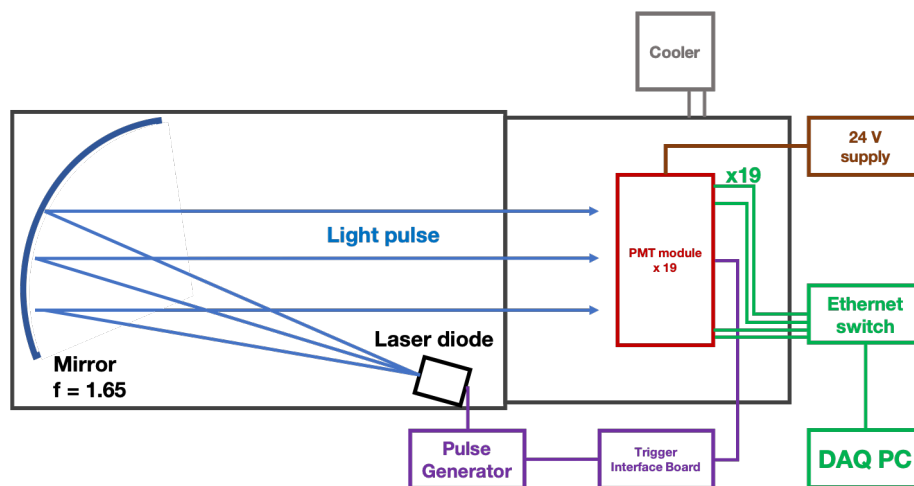 Cooler
24 V
supply
x19
Light pulse
PMT module
x 19
Ethernet
switch
Laser diode
Mirror
f = 1.65
Pulse
Generator
Trigger
Interface Board
DAQ PC